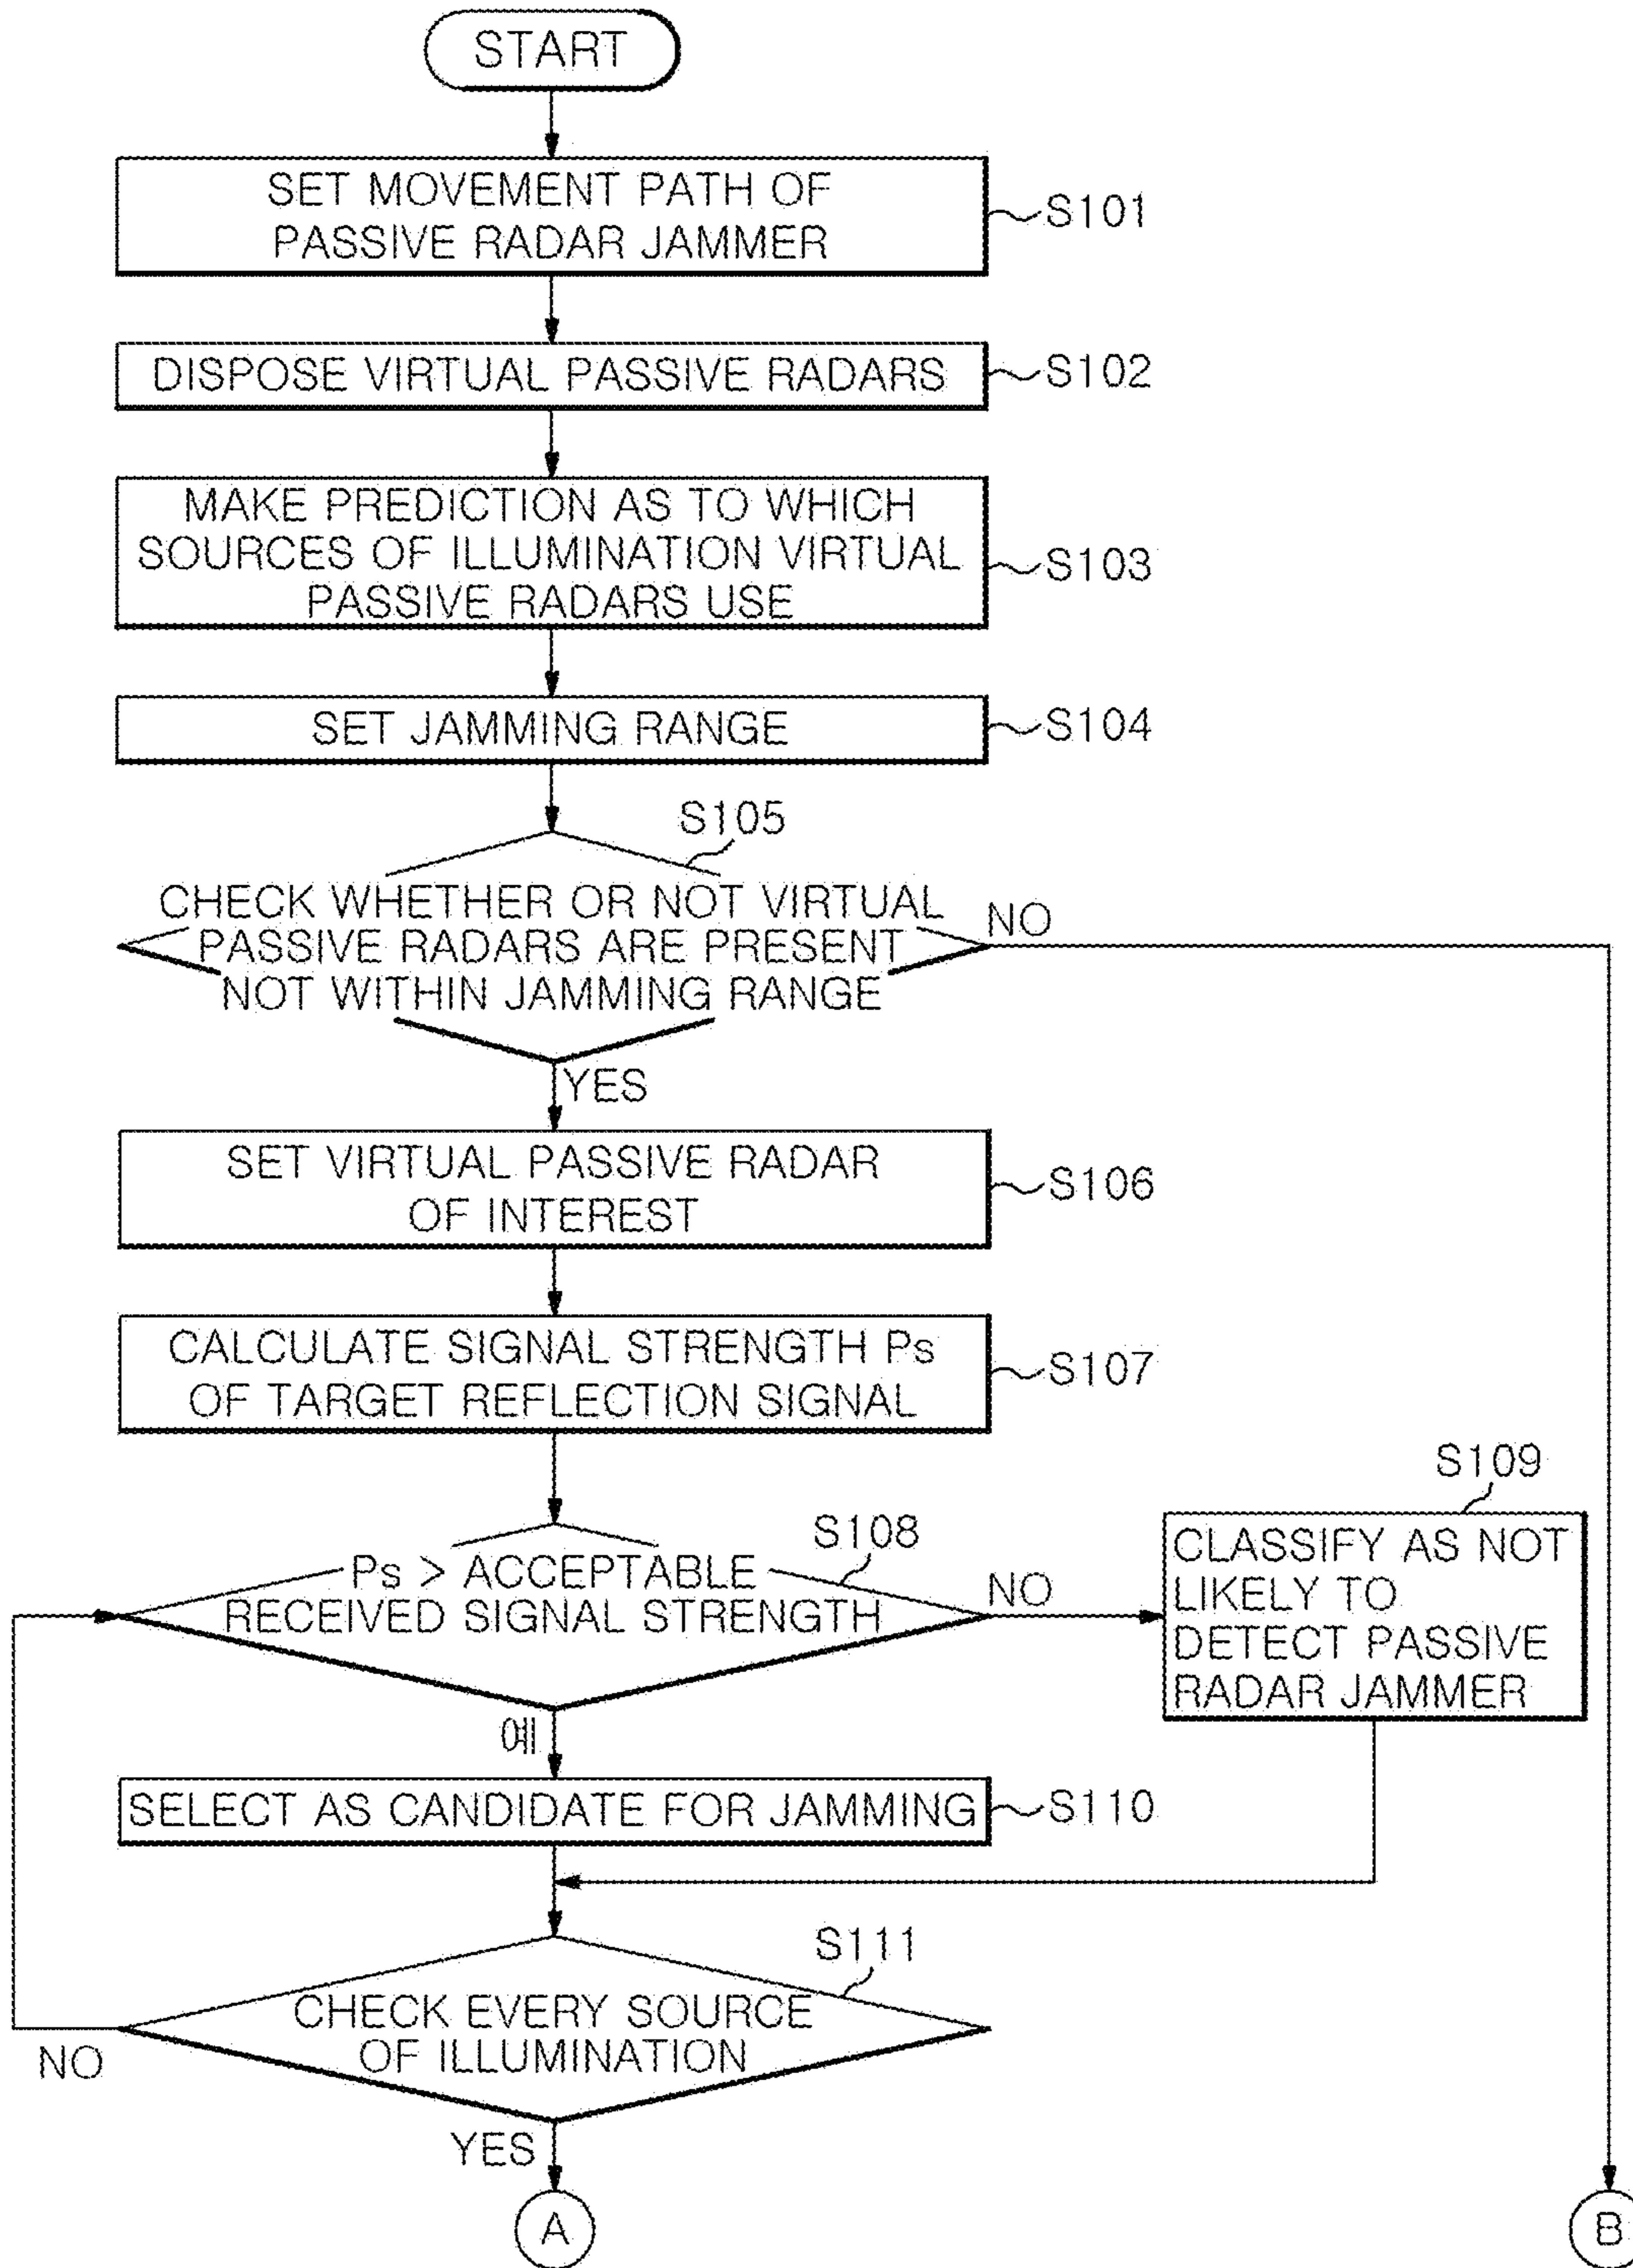 START
SET MOVEMENT PATH OF
PASSIVE RADAR JAMMER
S101
DISPOSE VIRTUAL PASSIVE RADARS
S102
MAKE PREDICTION AS TO WHICH
SOURCES OF ILLUMINATION VIRTUAL
PASSIVE RADARS USE
S103
SET JAMMING RANGE
S104
S105
CHECK WHETHER OR NOT VIRTUAL
PASSIVE RADARS ARE PRESENT
NOT WITHIN JAMMING RANGE
NO
YES
SET VIRTUAL PASSIVE RADAR
OF INTEREST
S106
CALCULATE SIGNAL STRENGTH Ps
OF TARGET REFLECTION SIGNAL
S107
S108
Ps > ACCEPTABLE
RECEIVED SIGNAL STRENGTH
NO
S109
CLASSIFY AS NOT
LIKELY TO
DETECT PASSIVE
RADAR JAMMER
예
SELECT AS CANDIDATE FOR JAMMING
S110
S111
CHECK EVERY SOURCE
OF ILLUMINATION
NO
YES
A
B